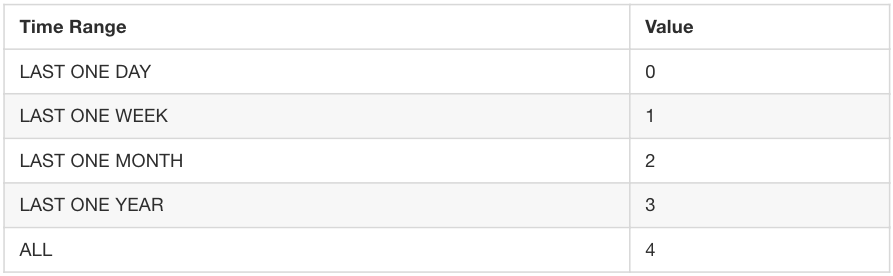 Time Range Value
LAST ONE DAY 0
LAST ONE WEEK 1
LAST ONE MONTH 2
LAST ONE YEAR 3
ALL 4